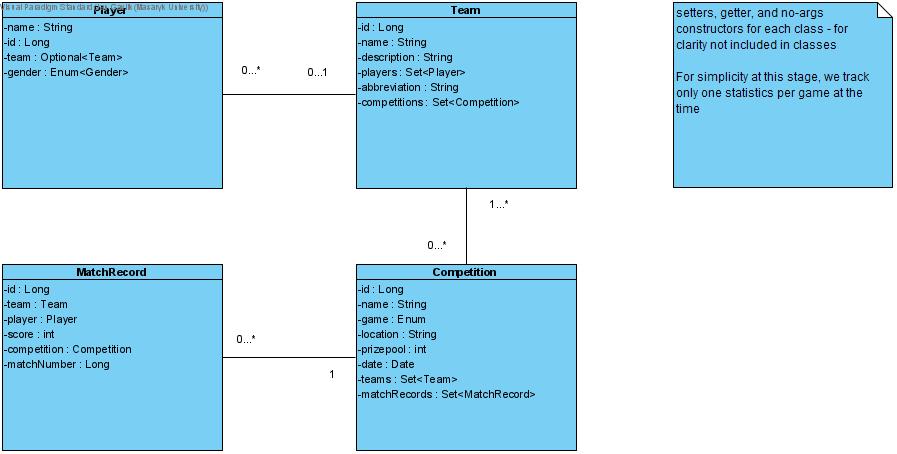 Visual Paradigm Standard (Masaryk University)
Player
-name : String
-id : Long
-team : Optional<Team>
-gender : Enum<Gender>
0...*
0...1
Team
-id : Long
-name : String
-description : String
-players : Set<Player>
-abbreviation : String
-competitions : Set<Competition>
setters, getter, and no-args
constructors for each class - for
clarity not included in classes
For simplicity at this stage, we track
only one statistics per game at the
time
1...*
0...*
MatchRecord
-id : Long
-team : Team
-player : Player
-score : int
-competition : Competition
-matchNumber : Long
0...*
1
Competition
-id : Long
-name : String
-game : Enum
-location : String
-prizepool : int
-date : Date
-teams : Set<Team>
-matchRecords : Set<MatchRecord>